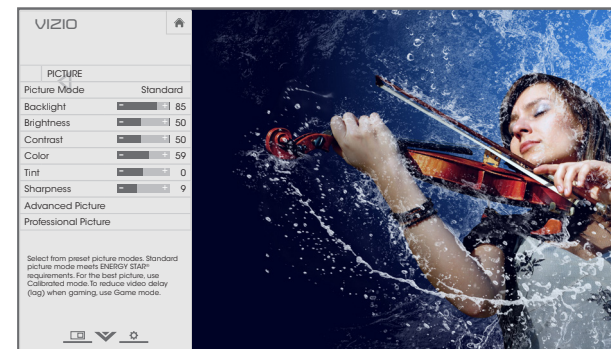 VIZIO
PICTURE
Picture Mode Standard
Backlight 85
Brightness 50
Contrast 50
Color 59
Tint 0
Sharpness 9
Advanced Picture
Professional Picture
Select from preset picture modes. Standard
picture mode meets ENERGY STAR®
requirements. For the best picture, use
Calibrated mode. To reduce video delay
(lag) when gaming, use Game mode.